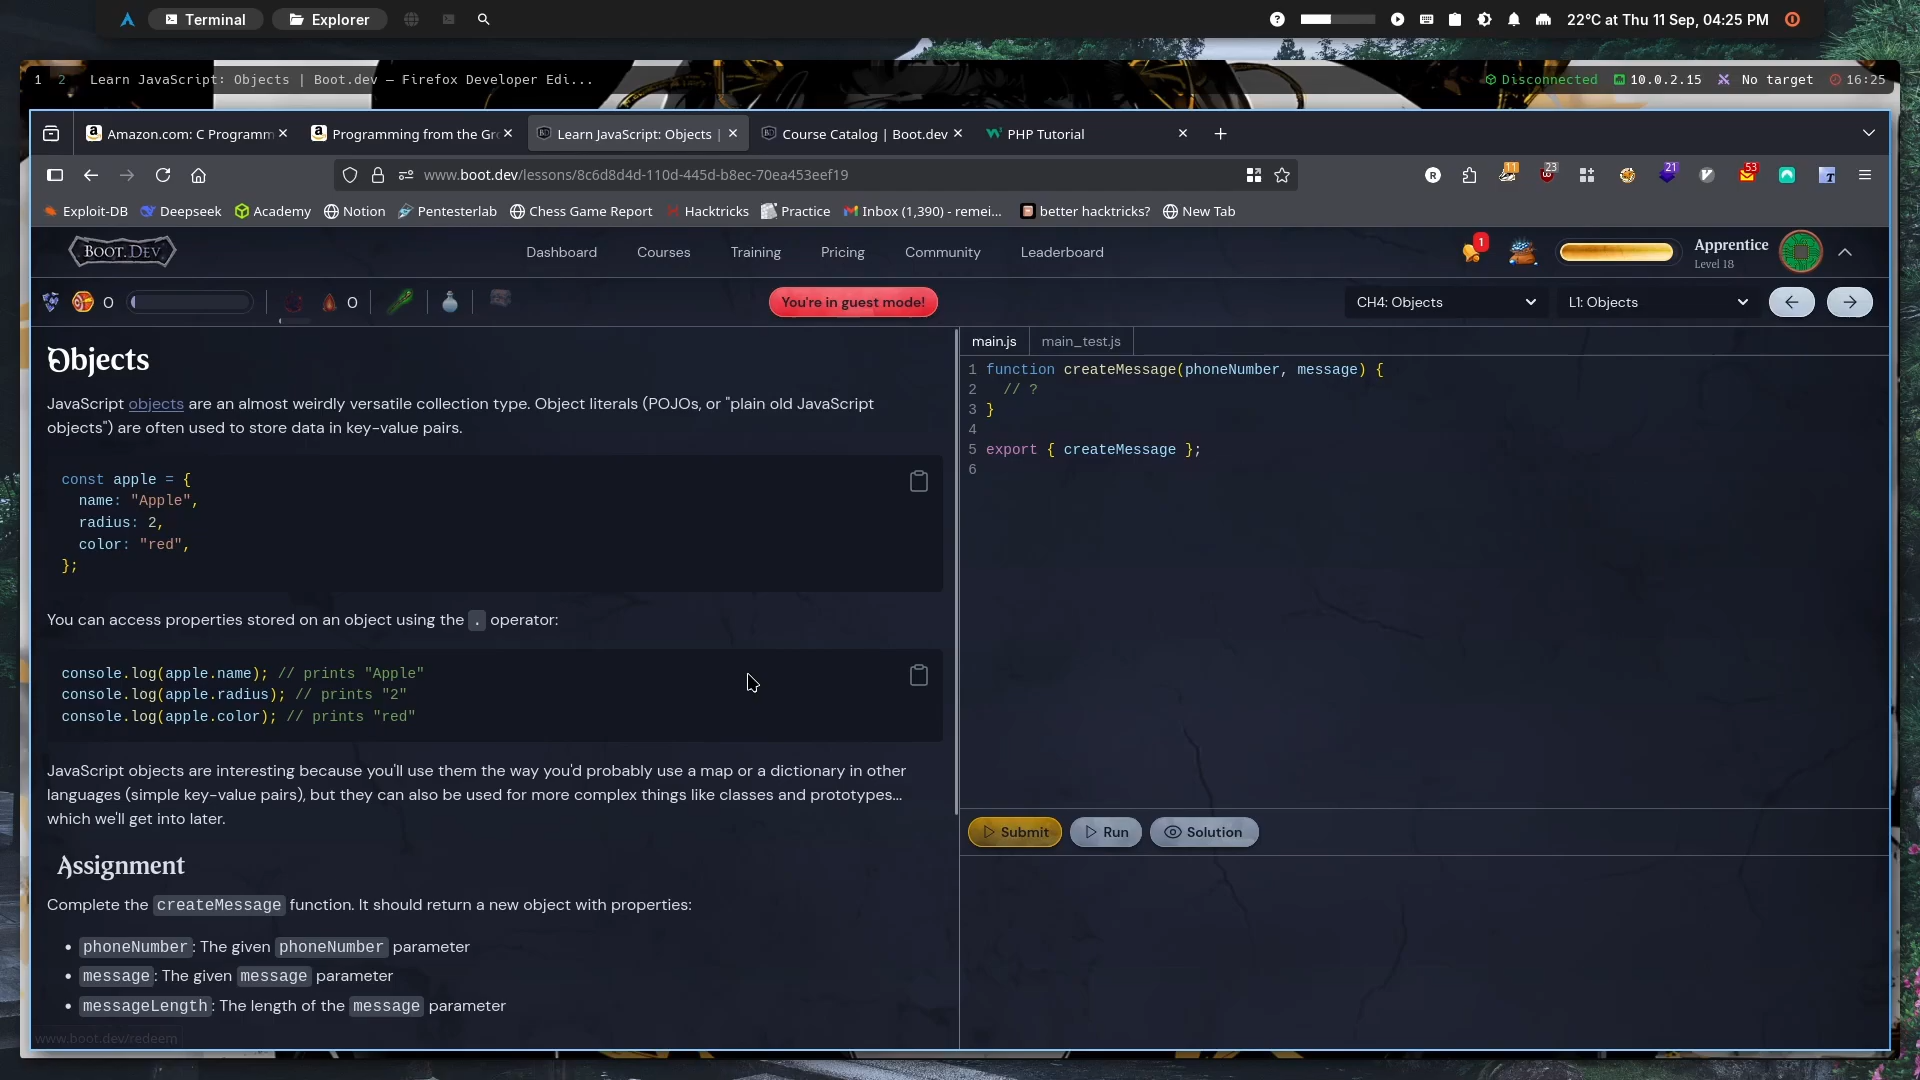 Terminal
Explorer
22°C at Thu 11 Sep, 04:25 PM
1 2 Learn JavaScript: Objects | Boot.dev — Firefox Developer Edi...
Disconnected 10.0.2.15 No target 16:25
Amazon.com: C Programm
Programming from the Gr
Learn JavaScript: Objects |
Course Catalog | Boot.dev
PHP Tutorial
www.boot.dev/lessons/8c6d8d4d-110d-445d-b8ec-70ea453eef19
11
23
21
53
Exploit-DB Deepseek Academy Notion Pentesterlab Chess Game Report Hacktricks Practice Inbox (1,390) - remei... better hacktricks? New Tab
BOOT.DEV
Dashboard Courses Training Pricing Community Leaderboard
1
Apprentice
Level 18
0
0
You're in guest mode!
CH4: Objects
L1: Objects
Objects
JavaScript objects are an almost weirdly versatile collection type. Object literals (POJOs, or "plain old JavaScript
objects") are often used to store data in key-value pairs.
const apple = {
name: "Apple",
radius: 2,
color: "red",
};
You can access properties stored on an object using the . operator:
console.log(apple.name); // prints "Apple"
console.log(apple.radius); // prints "2"
console.log(apple.color); // prints "red"
JavaScript objects are interesting because you'll use them the way you'd probably use a map or a dictionary in other
languages (simple key-value pairs), but they can also be used for more complex things like classes and prototypes...
which we'll get into later.
Assignment
Complete the createMessage function. It should return a new object with properties:
• phoneNumber: The given phoneNumber parameter
• message: The given message parameter
• messageLength: The length of the message parameter
www.boot.dev/redeem
main.js main_test.js
1 function createMessage(phoneNumber, message) {
2 // ?
3 }
4
5 export { createMessage };
6
Submit Run Solution